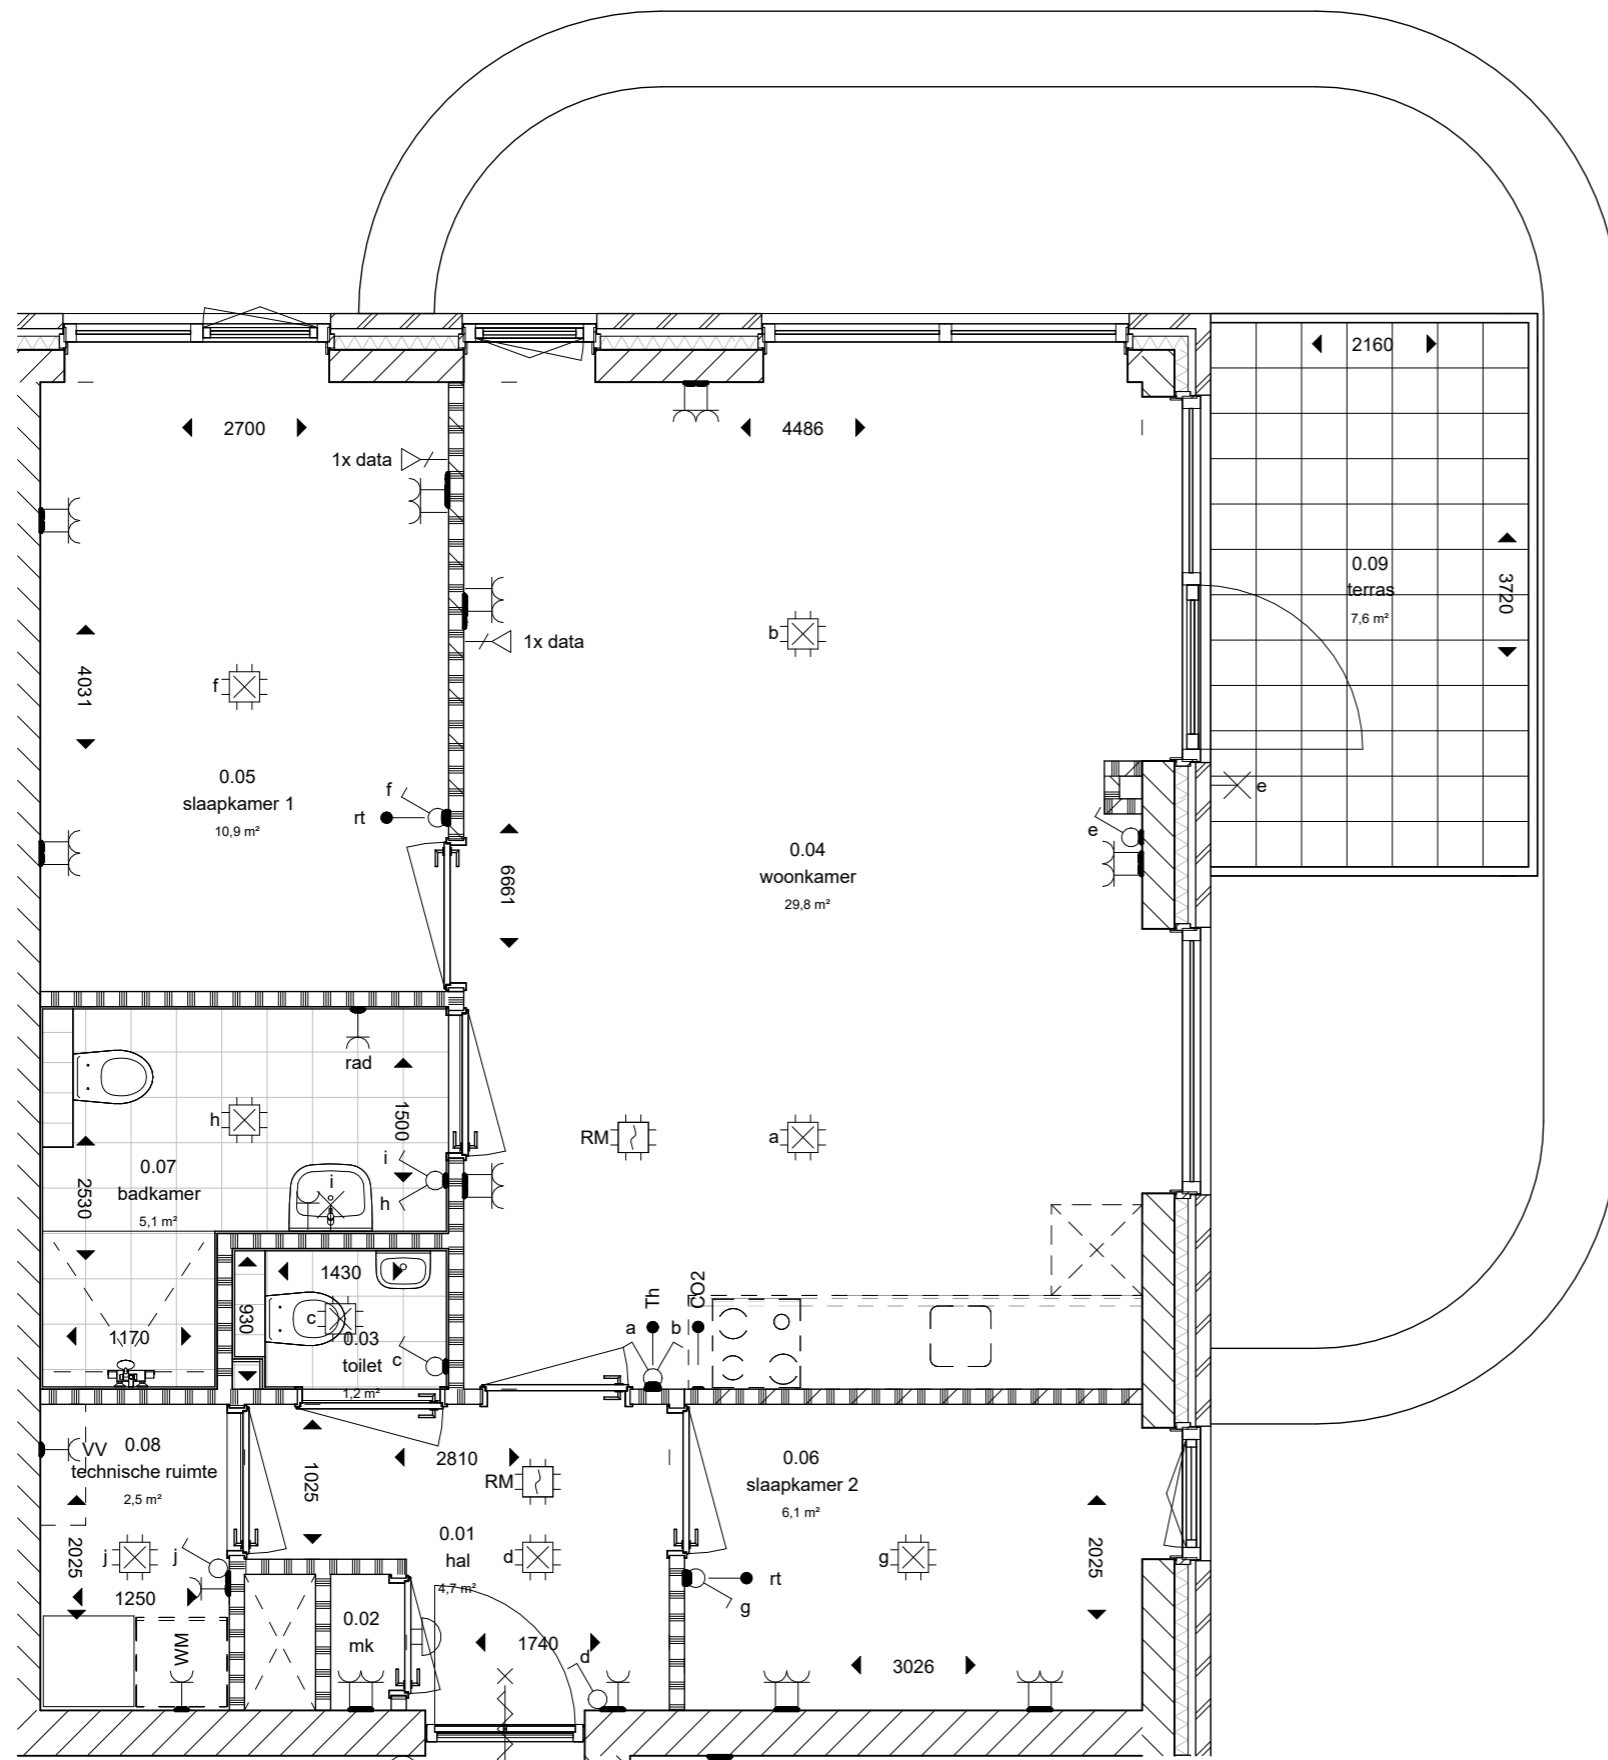 2160
2700
4486
1x data
0.09
terras
7,6 m²
3720
1x data
b
4031
f
0.05
slaapkamer 1
10,9 m²
f
rt
e
e
0.04
woonkamer
29,8 m²
6661
rad
1500
h
RM
a
0.07
badkamer
5,1 m²
i
h
i
2530
1430
930
c
0.03
toilet
1,2 m²
c
1170
Th
CO2
a
b
VV
0.08
technische ruimte
2,5 m²
1025
2810
RM
0.06
slaapkamer 2
6,1 m²
0.01
hal
4,7 m²
d
j
j
2025
1250
g
2025
rt
g
0.02
mk
WM
1740
d
3026